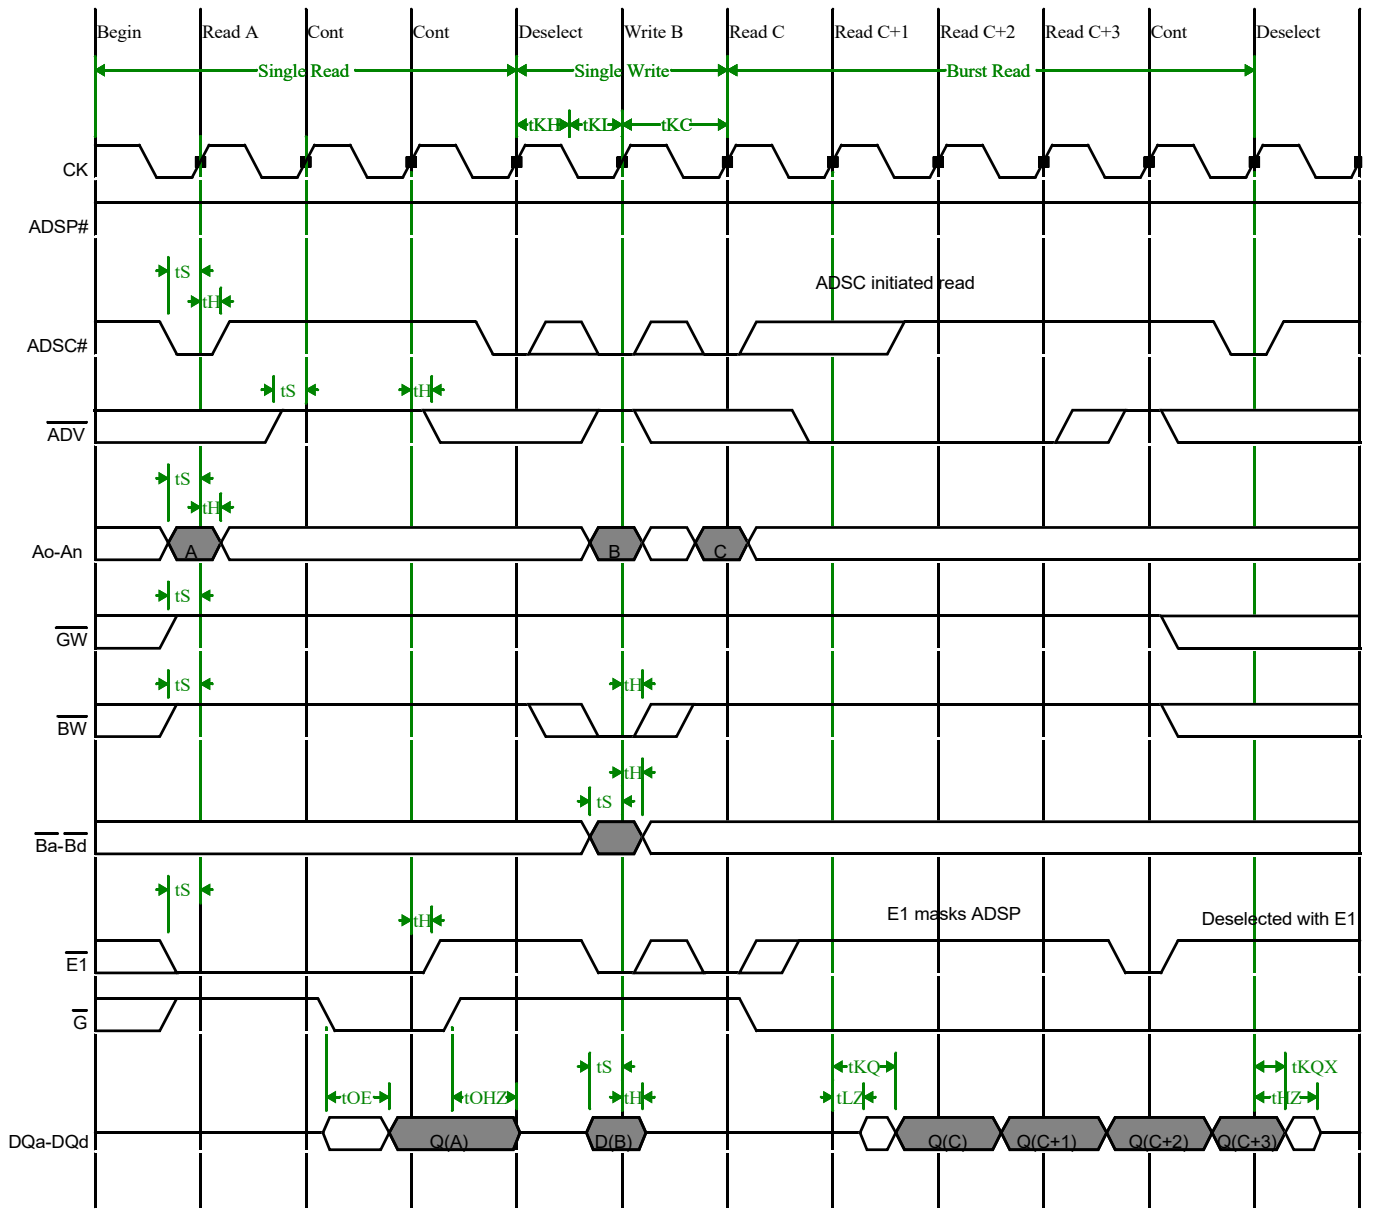 Begin Read A Cont Cont Deselect Write B Read C Read C+1 Read C+2 Read C+3 Cont Deselect
Single Read Single Write Burst Read
tKH tKL tKC
CK
ADSP#
tS
ADSC initiated read
tH
ADSC#
tS tH
ADV
tS
tH
Ao-An A B C
tS
GW
tS tH
BW
tH
tS
Ba-Bd
tS
E1 masks ADSP
tH Deselected with E1
E1
G
tS tKQ tKQX
tOE tOHZ tH tLZ tHZ
DQa-DQd Q(A) D(B) Q(C) Q(C+1) Q(C+2) Q(C+3)